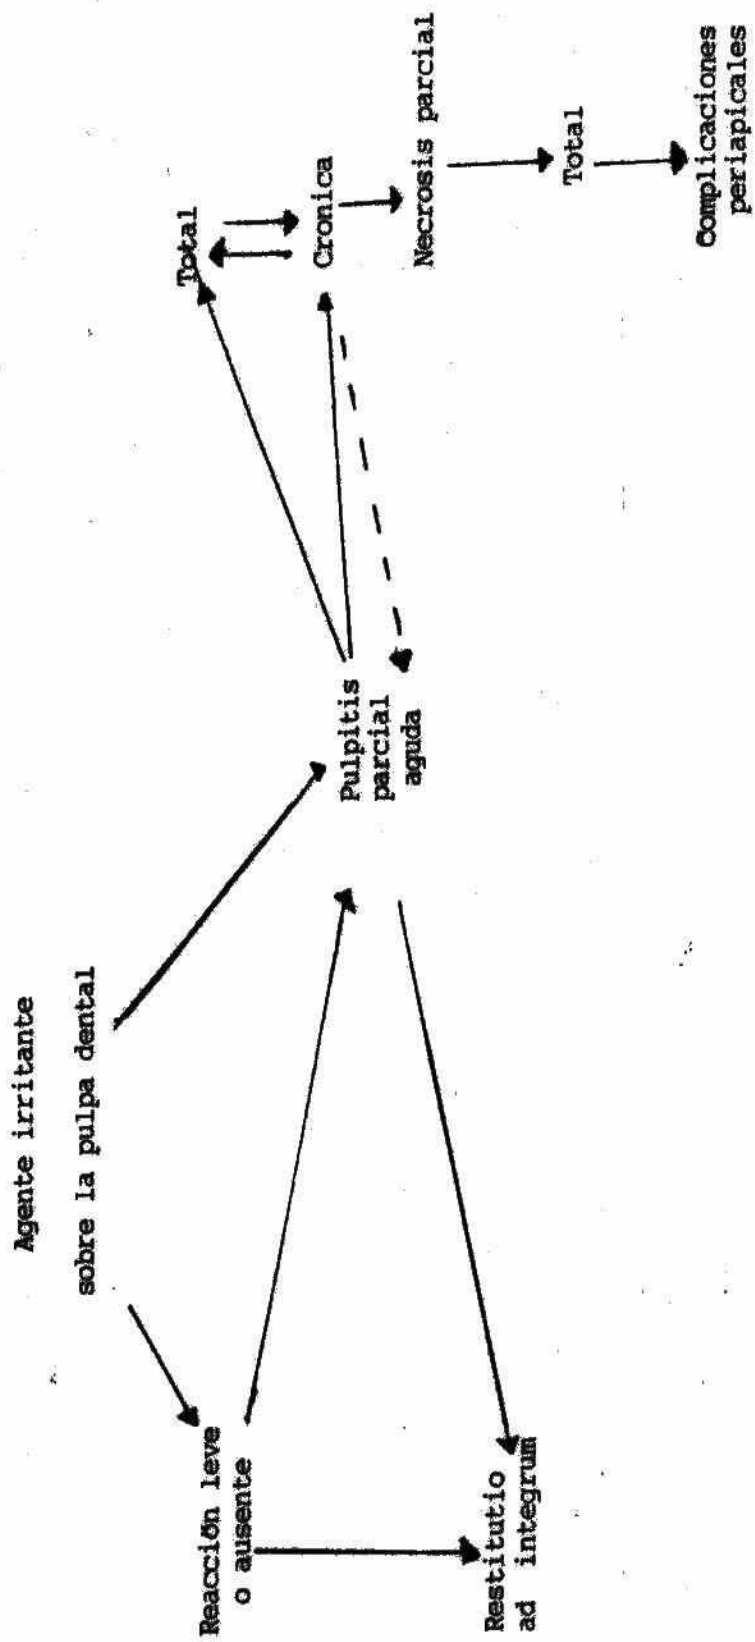 Agente irritante
sobre la pulpa dental
Reacción leve
o ausente
Restitutio
ad integrum
Pulpitis
parcial
aguda
Total
Cronica
Necrosis parcial
Total
Complicaciones
periapicales